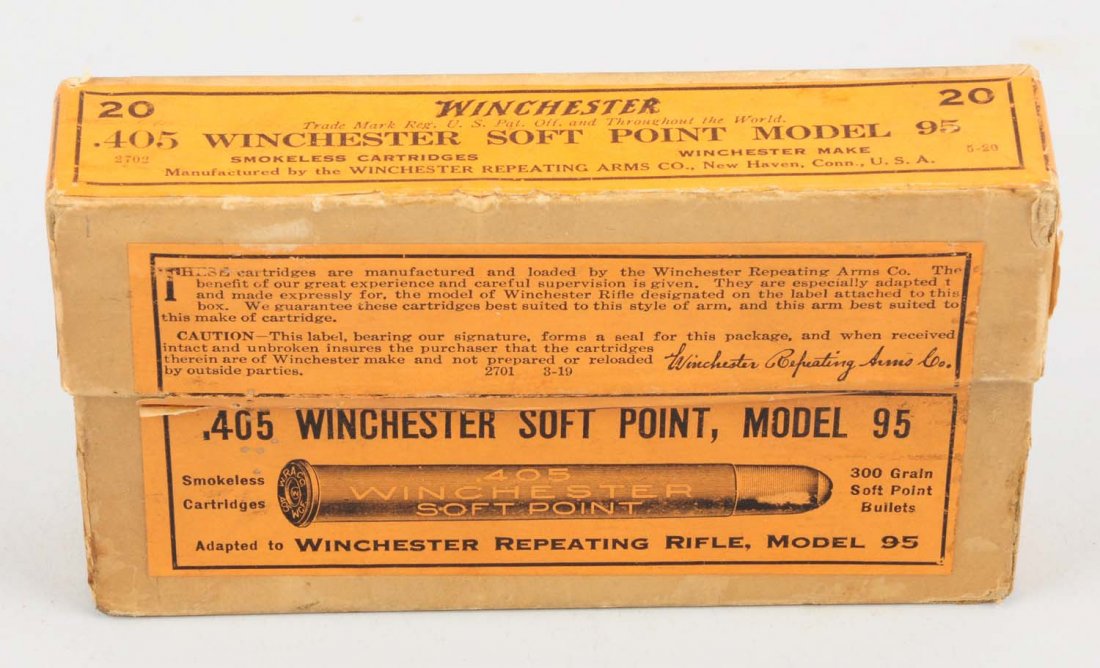 20 WINCHESTER 20
Trade Mark Reg. U. S. Pat. Off. and Throughout the World.
.405 WINCHESTER SOFT POINT MODEL 95
2702 SMOKELESS CARTRIDGES WINCHESTER MAKE 5-20
Manufactured by the WINCHESTER REPEATING ARMS CO., New Haven, Conn., U. S. A.
THESE cartridges are manufactured and loaded by the Winchester Repeating Arms Co. The
benefit of our great experience and careful supervision is given. They are especially adapted t
and made expressly for, the model of Winchester Rifle designated on the label attached to this
box. We guarantee these cartridges best suited to this style of arm, and this arm best suited to
this make of cartridge.
CAUTION—This label, bearing our signature, forms a seal for this package, and when received
intact and unbroken insures the purchaser that the cartridges
therein are of Winchester make and not prepared or reloaded
by outside parties. 2701 3-19
Winchester Repeating Arms Co.
.405 WINCHESTER SOFT POINT, MODEL 95
Smokeless
Cartridges
W.R.A.CO.
.405
WINCHESTER
SOFT POINT
300 Grain
Soft Point
Bullets
Adapted to WINCHESTER REPEATING RIFLE, MODEL 95